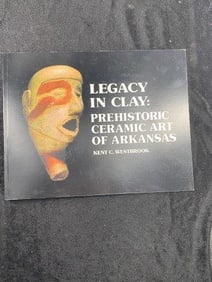 LEGACY
IN CLAY:
PREHISTORIC
CERAMIC ART
OF ARKANSAS
KENT C. WESTBROOK